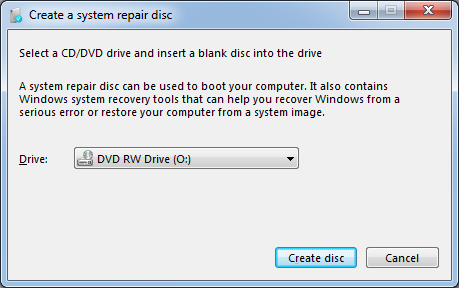 Create a system repair disc
Select a CD/DVD drive and insert a blank disc into the drive
A system repair disc can be used to boot your computer. It also contains
Windows system recovery tools that can help you recover Windows from a
serious error or restore your computer from a system image.
Drive: DVD RW Drive (O:)
Create disc Cancel